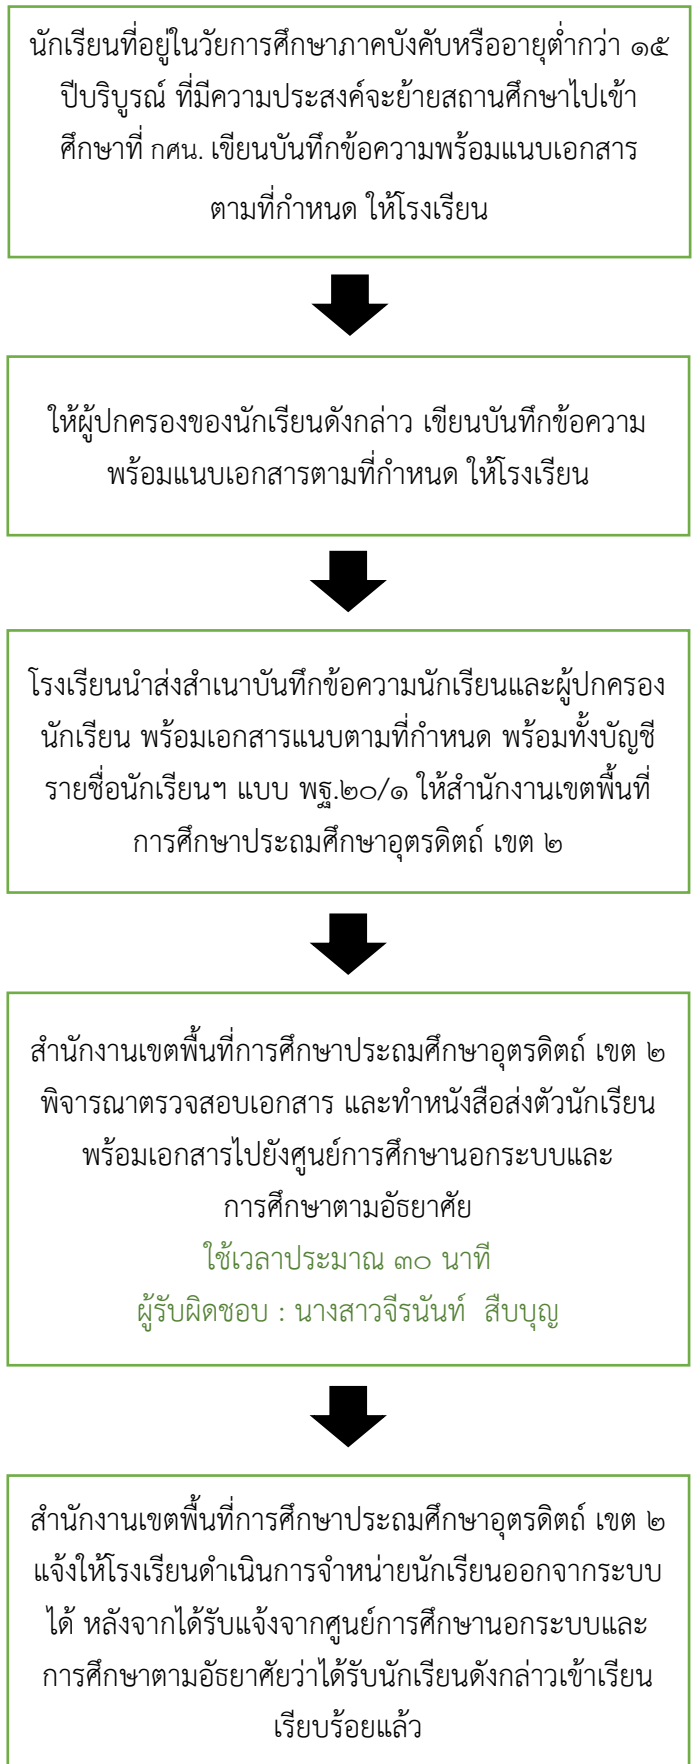 นักเรียนที่อยู่ในวัยการศึกษาภาคบังคับหรืออายุต่ำกว่า ๑๕
ปีบริบูรณ์ ที่มีความประสงค์จะย้ายสถานศึกษาไปเข้า
ศึกษาที่ กศน. เขียนบันทึกข้อความพร้อมแนบเอกสาร
ตามที่กำหนด ให้โรงเรียน
ให้ผู้ปกครองของนักเรียนดังกล่าว เขียนบันทึกข้อความ
พร้อมแนบเอกสารตามที่กำหนด ให้โรงเรียน
โรงเรียนนำส่งสำเนาบันทึกข้อความนักเรียนและผู้ปกครอง
นักเรียน พร้อมเอกสารแนบตามที่กำหนด พร้อมทั้งบัญชี
รายชื่อนักเรียนฯ แบบ พฐ.๒๐/๑ ให้สำนักงานเขตพื้นที่
การศึกษาประถมศึกษาอุตรดิตถ์ เขต ๒
สำนักงานเขตพื้นที่การศึกษาประถมศึกษาอุตรดิตถ์ เขต ๒
พิจารณาตรวจสอบเอกสาร และทำหนังสือส่งตัวนักเรียน
พร้อมเอกสารไปยังศูนย์การศึกษานอกระบบและ
การศึกษาตามอัธยาศัย
ใช้เวลาประมาณ ๓๐ นาที
ผู้รับผิดชอบ : นางสาวจีรนันท์ สืบบุญ
สำนักงานเขตพื้นที่การศึกษาประถมศึกษาอุตรดิตถ์ เขต ๒
แจ้งให้โรงเรียนดำเนินการจำหน่ายนักเรียนออกจากระบบ
ได้ หลังจากได้รับแจ้งจากศูนย์การศึกษานอกระบบและ
การศึกษาตามอัธยาศัยว่าได้รับนักเรียนดังกล่าวเข้าเรียน
เรียบร้อยแล้ว